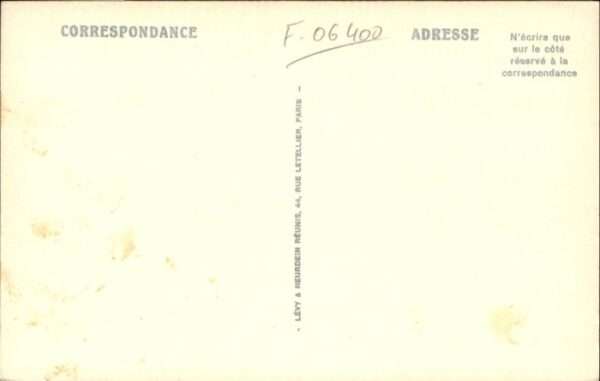 CORRESPONDANCE
F. 06400
ADRESSE
N'écrire que
sur le côté
réservé à la
correspondance
- LÉVY & NEURDEIN RÉUNIS, 44, RUE LETELLIER, PARIS -